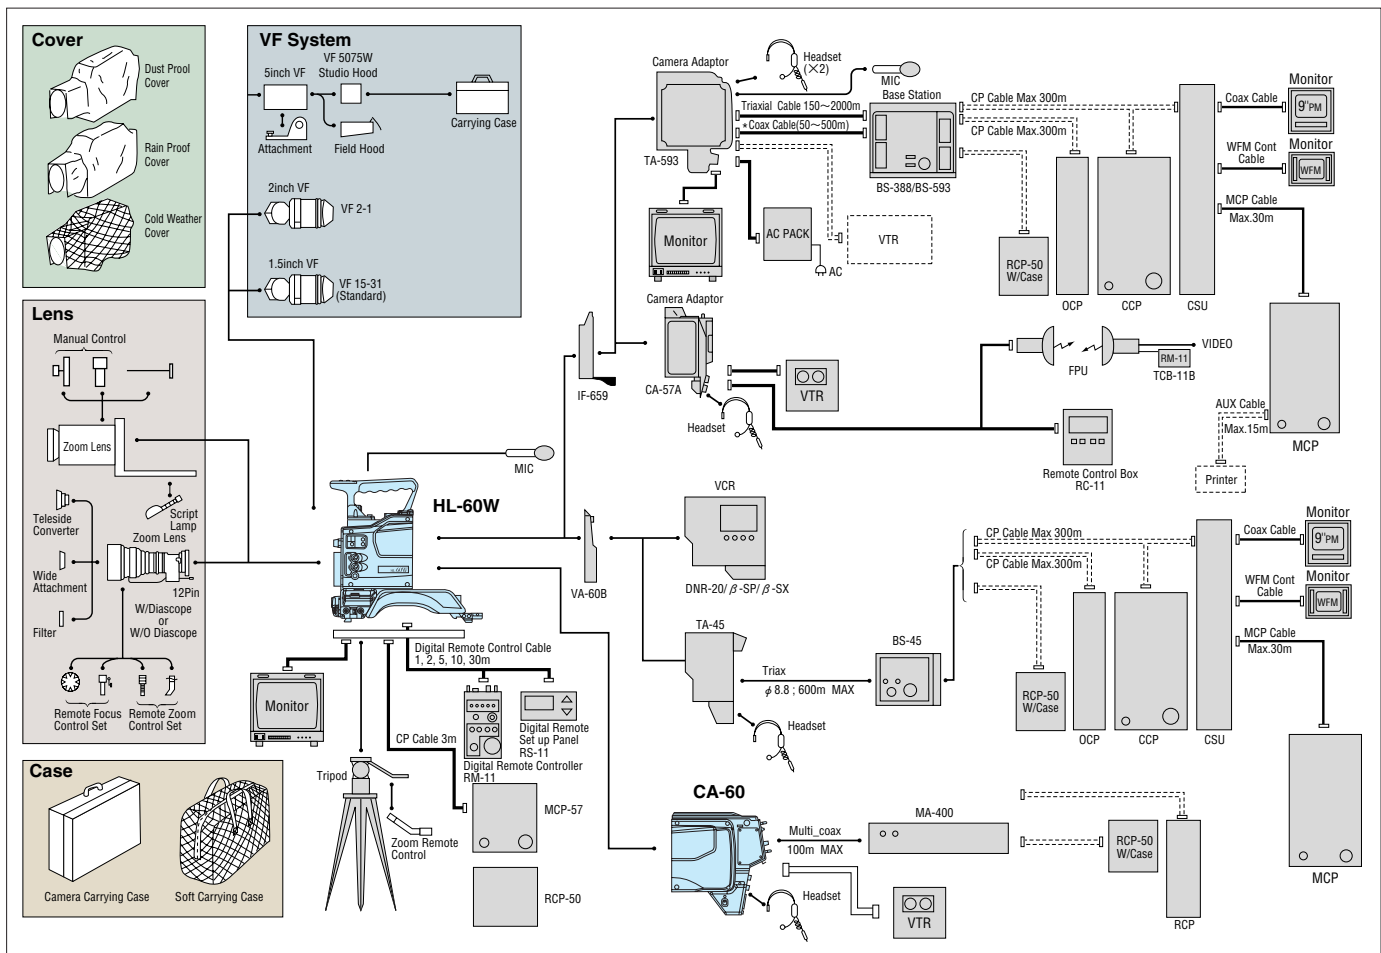 Cover
Dust Proof
Cover
Rain Proof
Cover
Cold Weather
Cover
VF System
5inch VF
VF 5075W
Studio Hood
Carrying Case
Attachment
Field Hood
2inch VF
VF 2-1
1.5inch VF
VF 15-31
(Standard)
Lens
Manual Control
Zoom Lens
Script
Lamp
Teleside
Converter
Zoom Lens
Wide
Attachment
12Pin
W/Diascope
or
W/O Diascope
Filter
Remote Focus
Control Set
Remote Zoom
Control Set
Case
Camera Carrying Case
Soft Carrying Case
MIC
HL-60W
Digital Remote Control Cable
1, 2, 5, 10, 30m
Monitor
CP Cable 3m
Digital Remote
Set up Panel
RS-11
Digital Remote Controller
RM-11
Tripod
Zoom Remote
Control
MCP-57
RCP-50
IF-659
VA-60B
Camera Adaptor
TA-593
Headset
(×2)
MIC
Triaxial Cable 150～2000m
*Coax Cable(50～500m)
Base Station
BS-388/BS-593
Monitor
AC PACK
AC
VTR
CP Cable Max 300m
CP Cable Max.300m
RCP-50
W/Case
OCP
CCP
CSU
Coax Cable
Monitor
9"PM
WFM Cont
Cable
Monitor
WFM
MCP Cable
Max.30m
MCP
AUX Cable
Max.15m
Printer
Camera Adaptor
CA-57A
Headset
VTR
FPU
VIDEO
RM-11
TCB-11B
Remote Control Box
RC-11
VCR
DNR-20/β-SP/β-SX
TA-45
Triax
φ8.8 ; 600m MAX
Headset
BS-45
CP Cable Max 300m
CP Cable Max.300m
RCP-50
W/Case
OCP
CCP
CSU
Coax Cable
Monitor
9"PM
WFM Cont
Cable
Monitor
WFM
MCP Cable
Max.30m
MCP
CA-60
Multi_coax
100m MAX
MA-400
Headset
VTR
RCP-50
W/Case
RCP